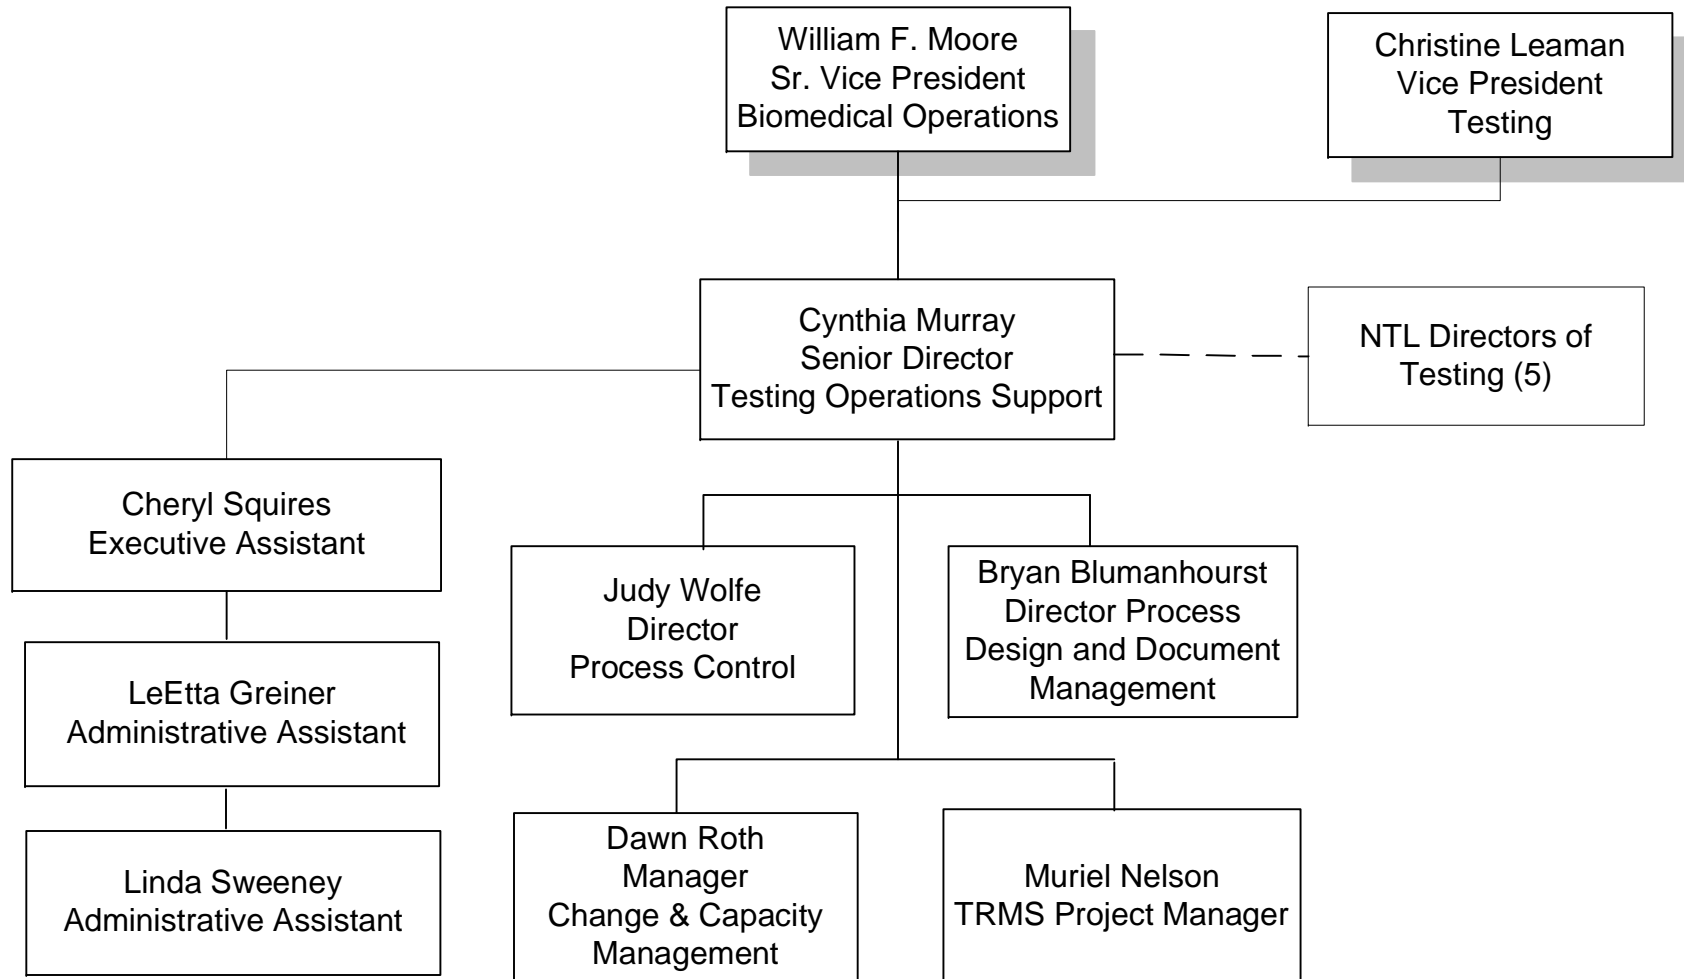 William F. Moore
Sr. Vice President
Biomedical Operations
Christine Leaman
Vice President
Testing
Cynthia Murray
Senior Director
Testing Operations Support
NTL Directors of
Testing (5)
Cheryl Squires
Executive Assistant
Judy Wolfe
Director
Process Control
Bryan Blumanhourst
Director Process
Design and Document
Management
LeEtta Greiner
Administrative Assistant
Linda Sweeney
Administrative Assistant
Dawn Roth
Manager
Change & Capacity
Management
Muriel Nelson
TRMS Project Manager